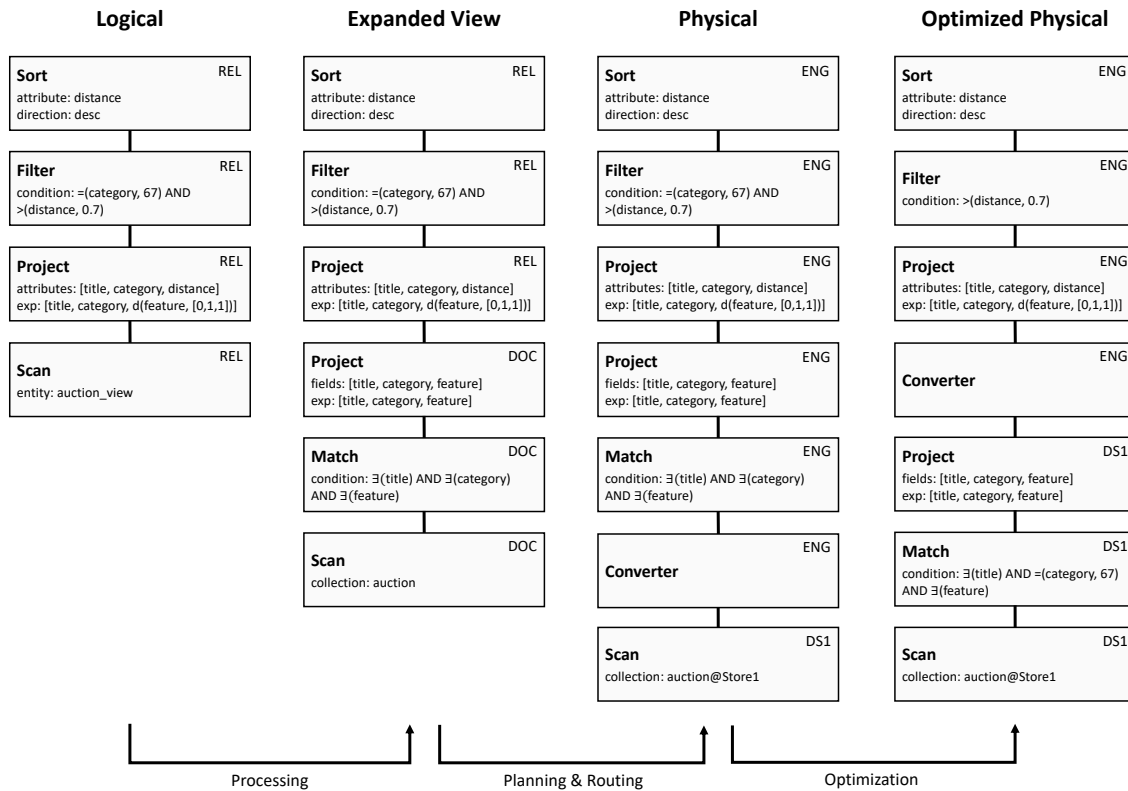 Logical
Sort
REL
attribute: distance
direction: desc
Filter
REL
condition: =(category, 67) AND
>(distance, 0.7)
Project
REL
attributes: [title, category, distance]
exp: [title, category, d(feature, [0,1,1])]
Scan
REL
entity: auction_view
Expanded View
Sort
REL
attribute: distance
direction: desc
Filter
REL
condition: =(category, 67) AND
>(distance, 0.7)
Project
REL
attributes: [title, category, distance]
exp: [title, category, d(feature, [0,1,1])]
Project
DOC
fields: [title, category, feature]
exp: [title, category, feature]
Match
DOC
condition: ∃(title) AND ∃(category)
AND ∃(feature)
Scan
DOC
collection: auction
Physical
Sort
ENG
attribute: distance
direction: desc
Filter
ENG
condition: =(category, 67) AND
>(distance, 0.7)
Project
ENG
attributes: [title, category, distance]
exp: [title, category, d(feature, [0,1,1])]
Project
ENG
fields: [title, category, feature]
exp: [title, category, feature]
Match
ENG
condition: ∃(title) AND ∃(category)
AND ∃(feature)
Converter
ENG
Scan
DS1
collection: auction@Store1
Optimized Physical
Sort
ENG
attribute: distance
direction: desc
Filter
ENG
condition: >(distance, 0.7)
Project
ENG
attributes: [title, category, distance]
exp: [title, category, d(feature, [0,1,1])]
Converter
ENG
Project
DS1
fields: [title, category, feature]
exp: [title, category, feature]
Match
DS1
condition: ∃(title) AND =(category, 67)
AND ∃(feature)
Scan
DS1
collection: auction@Store1
Processing
Planning & Routing
Optimization